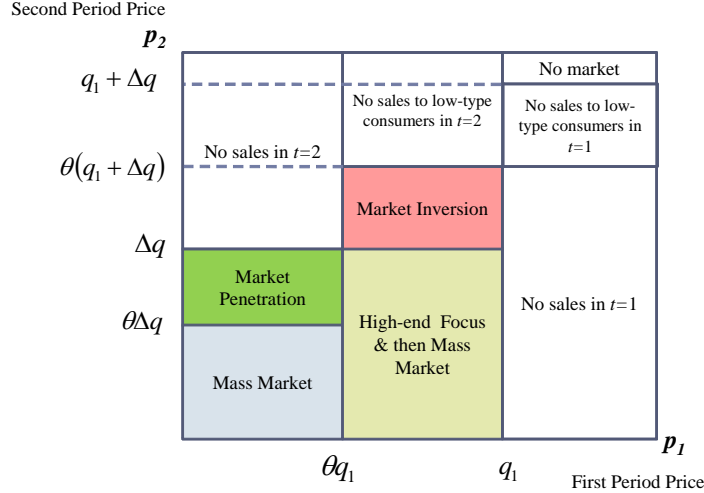 Second Period Price
p₂
q₁ + Δq
No market
No sales to low-type
consumers in t=2
No sales to low-
type consumers in
t=1
No sales in t=2
θ(q₁ + Δq)
Market Inversion
Δq
Market
Penetration
θΔq
High-end Focus
& then Mass
Market
No sales in t=1
Mass Market
p₁
θq₁
q₁
First Period Price